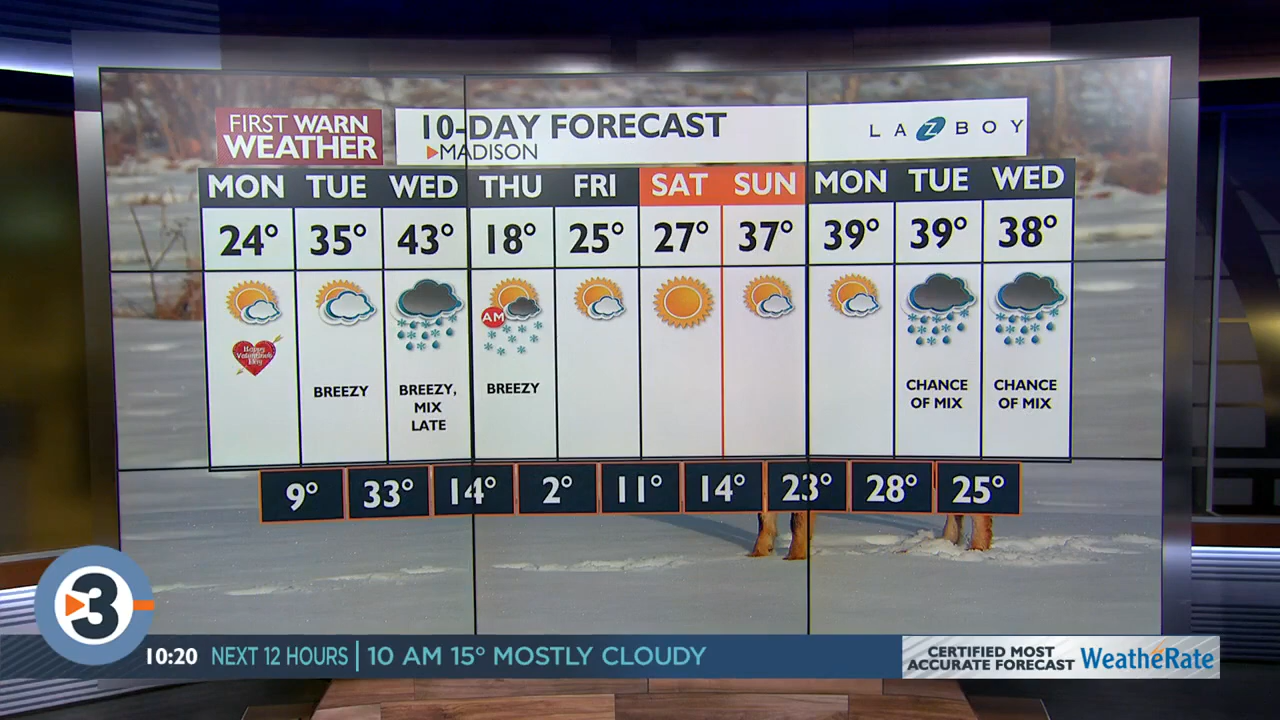 FIRST WARN
WEATHER
10-DAY FORECAST
MADISON
LA Z BOY
MON TUE WED THU FRI SAT SUN MON TUE WED
24° 35° 43° 18° 25° 27° 37° 39° 39° 38°
AM
Happy
Valentine's
Day
BREEZY
BREEZY,
MIX
LATE
BREEZY
CHANCE
OF MIX
CHANCE
OF MIX
9° 33° 14° 2° 11° 14° 23° 28° 25°
3
10:20 NEXT 12 HOURS 10 AM 15° MOSTLY CLOUDY
CERTIFIED MOST
ACCURATE FORECAST
WeatheRate